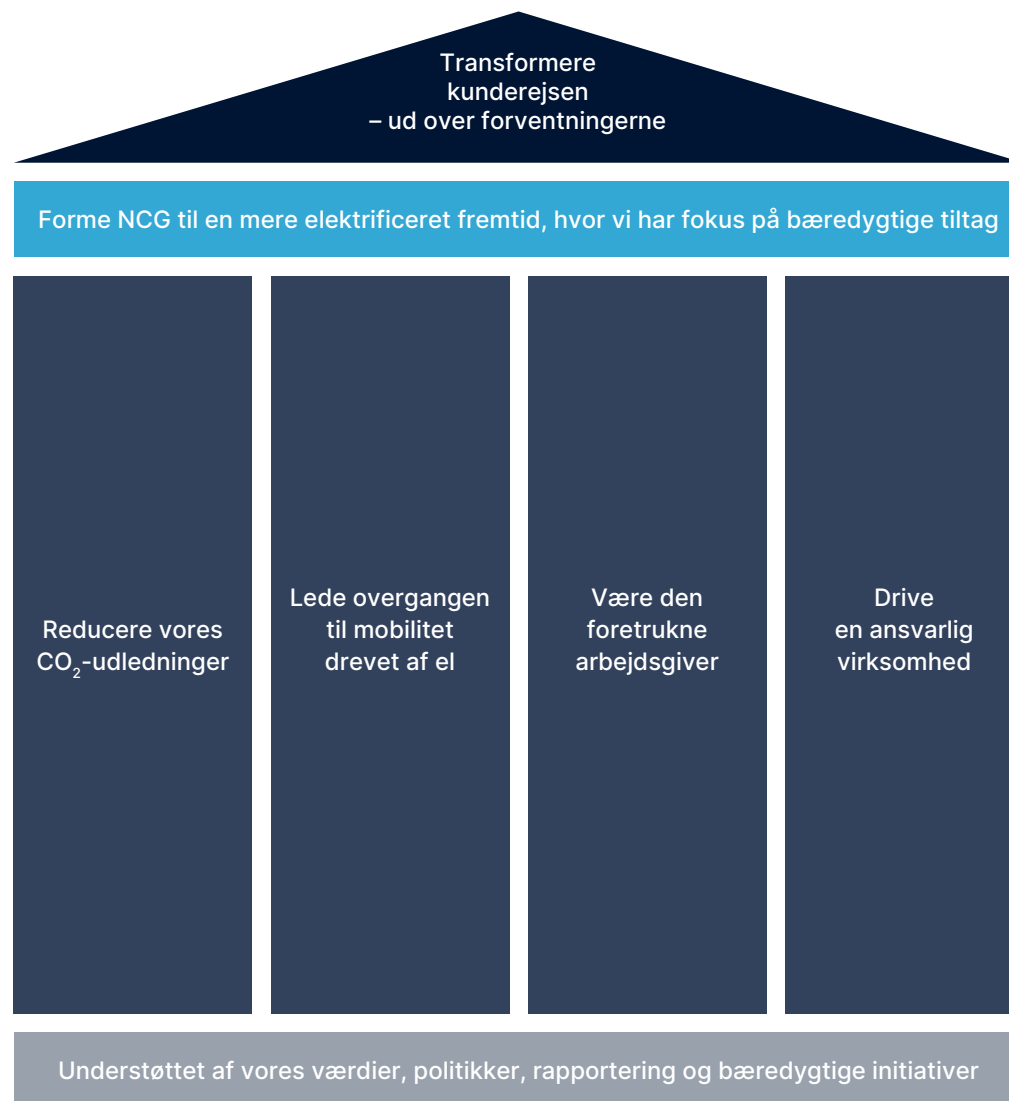 Transformere
kunderejsen
– ud over forventningerne
Forme NCG til en mere elektrificeret fremtid, hvor vi har fokus på bæredygtige tiltag
Reducere vores
CO₂-udledninger
Lede overgangen
til mobilitet
drevet af el
Være den
foretrukne
arbejdsgiver
Drive
en ansvarlig
virksomhed
Understøttet af vores værdier, politikker, rapportering og bæredygtige initiativer